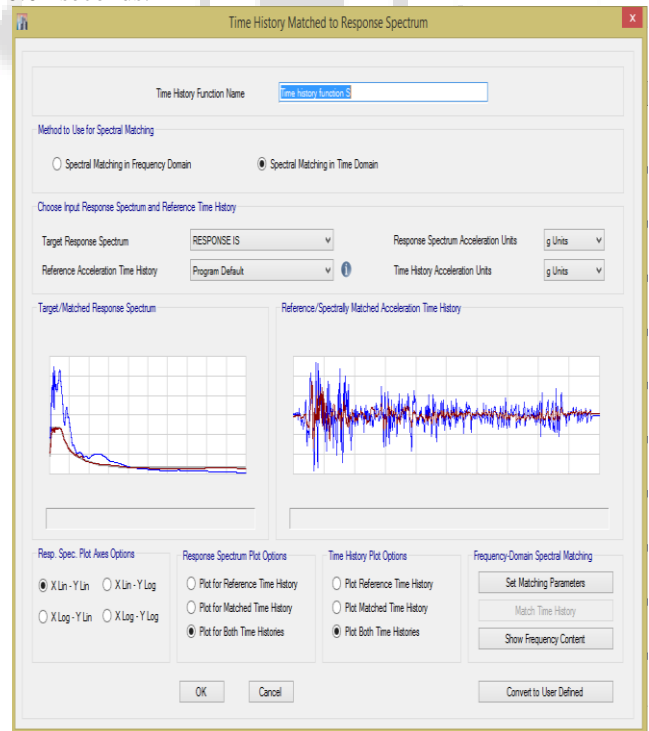 Time History Matched to Response Spectrum x
Time History Function Name Time history function S
Method to Use for Spectral Matching
Spectral Matching in Frequency Domain Spectral Matching in Time Domain
Choose Input Response Spectrum and Reference Time History
Target Response Spectrum RESPONSE IS Response Spectrum Acceleration Units g Units
Reference Acceleration Time History Program Default Time History Acceleration Units g Units
Target/Matched Response Spectrum Reference/Spectrally Matched Acceleration Time History
Resp. Spec. Plot Axes Options Response Spectrum Plot Options Time History Plot Options Frequency-Domain Spectral Matching
X Lin - Y Lin X Lin - Y Log Plot for Reference Time History Plot Reference Time History Set Matching Parameters
X Log - Y Lin X Log - Y Log Plot for Matched Time History Plot Matched Time History Match Time History
Plot for Both Time Histories Plot Both Time Histories Show Frequency Content
OK Cancel Convert to User Defined